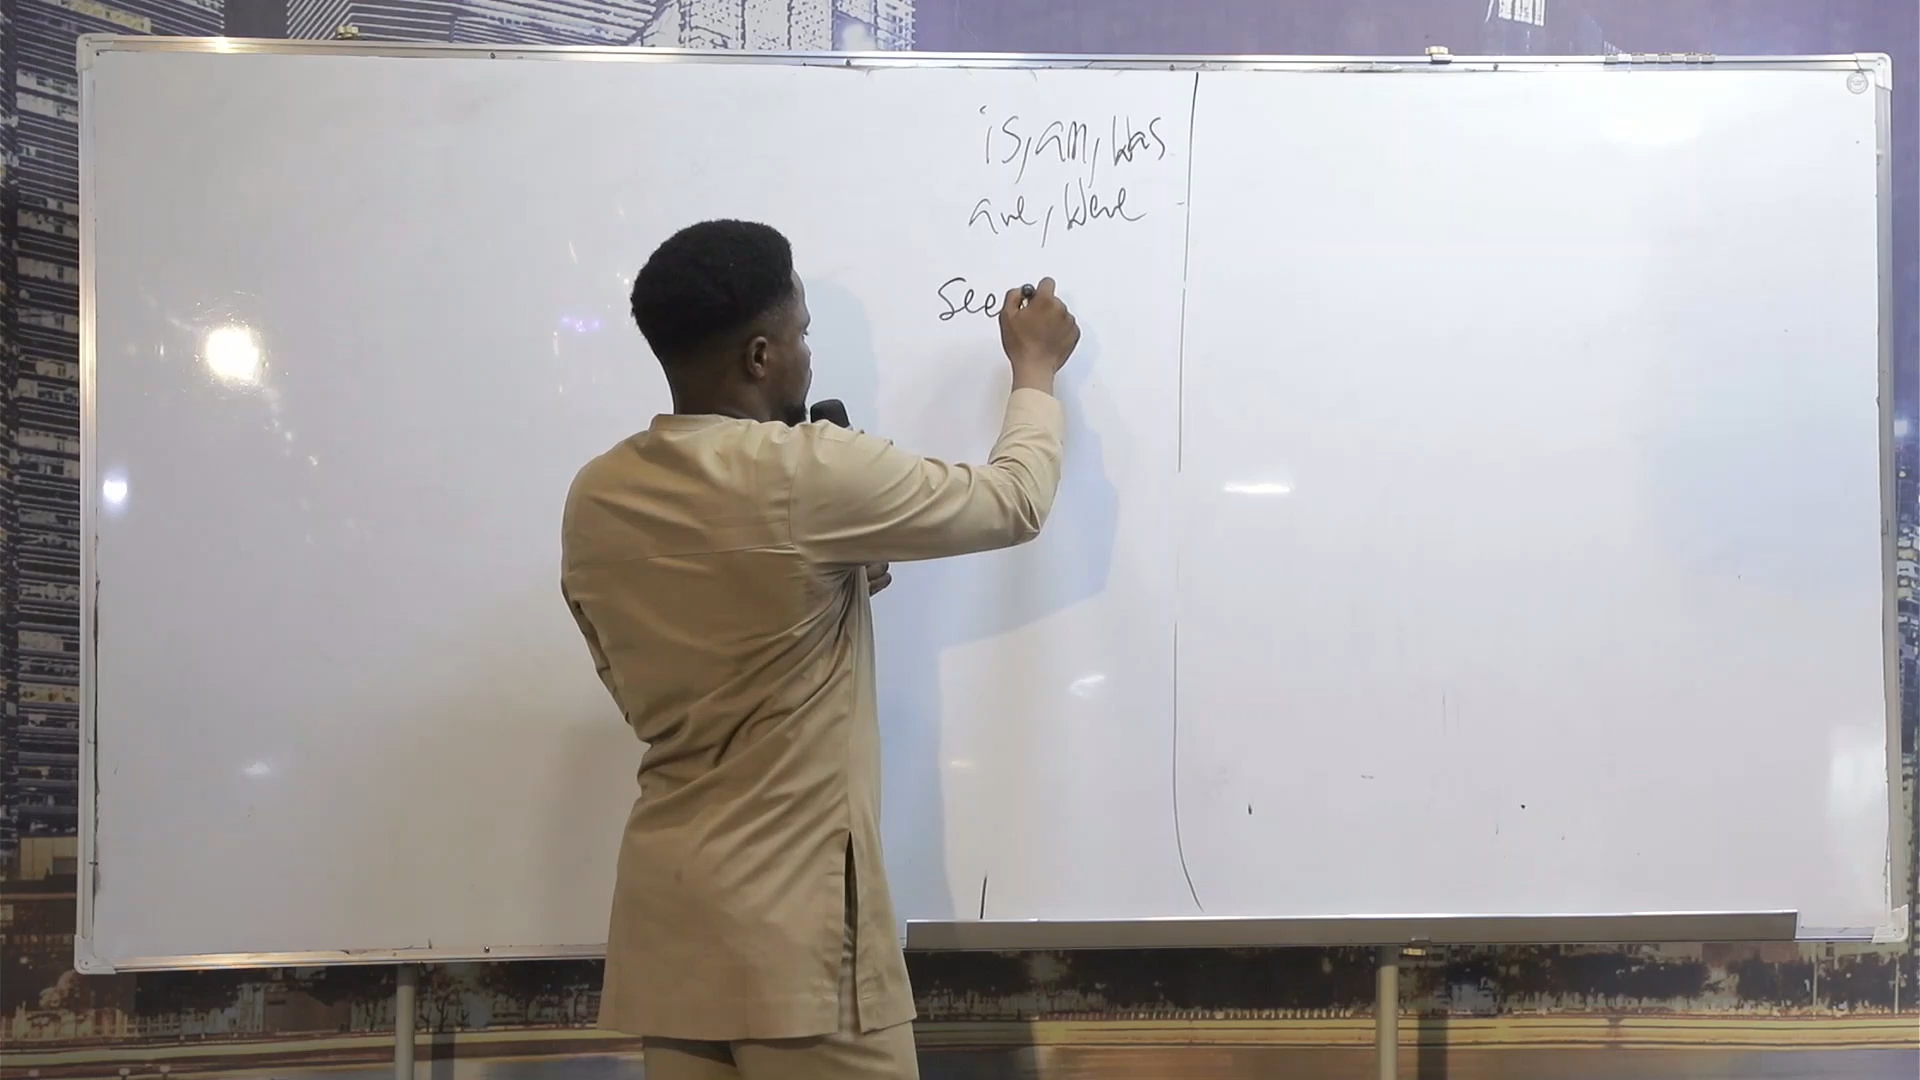 is, am, was
are, were
see